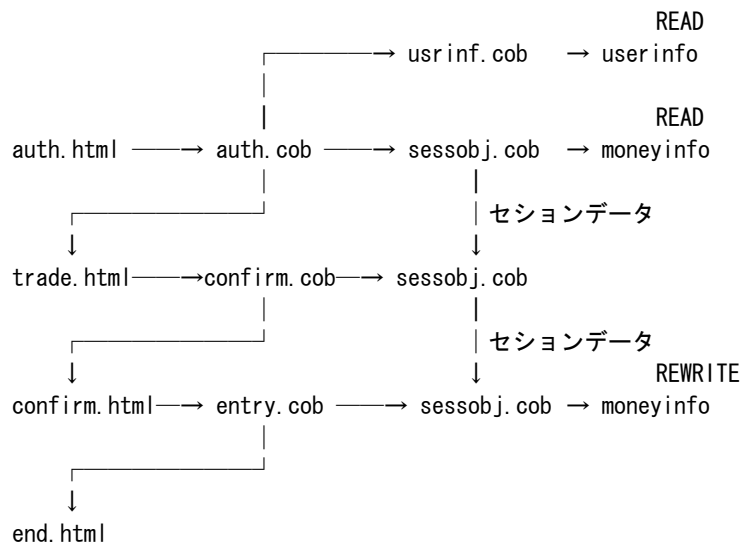 READ
usrinf.cob → userinfo
READ
auth.html ──→ auth.cob ──→ sessobj.cob → moneyinfo
セションデータ
trade.html──→confirm.cob─→ sessobj.cob
セションデータ
REWRITE
confirm.html─→ entry.cob ──→ sessobj.cob → moneyinfo
end.html